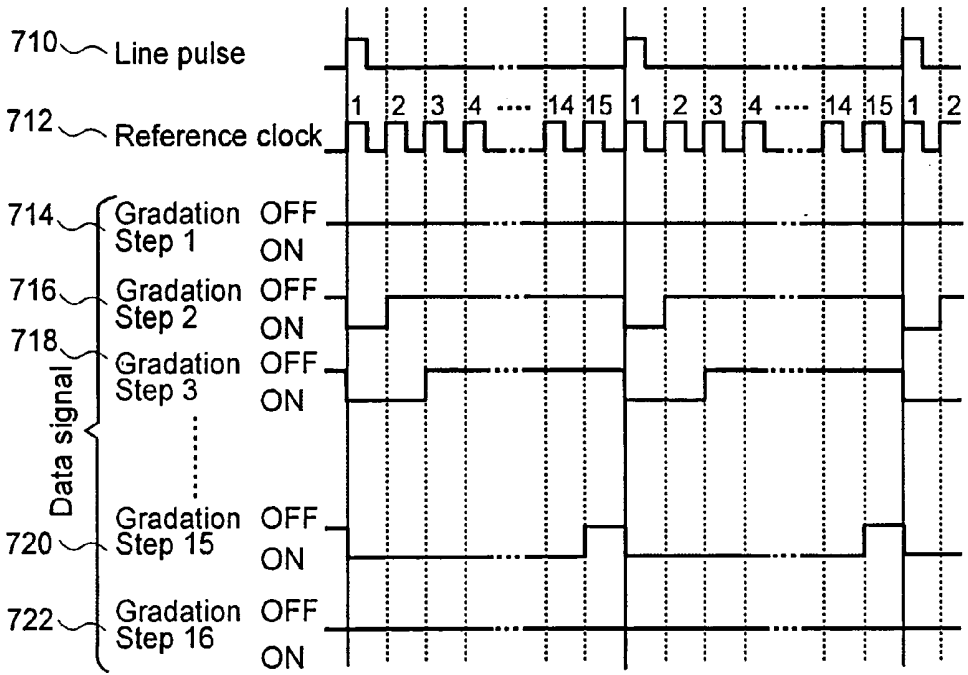 710 Line pulse
1 2 3 4 ····· 14 15 1 2 3 4 ····· 14 15 1 2
712 Reference clock
714 Gradation OFF
Step 1 ON
716 Gradation OFF
Step 2 ON
718 Gradation OFF
Step 3 ON
Data signal
Gradation OFF
720 Step 15 ON
Gradation OFF
722 Step 16 ON